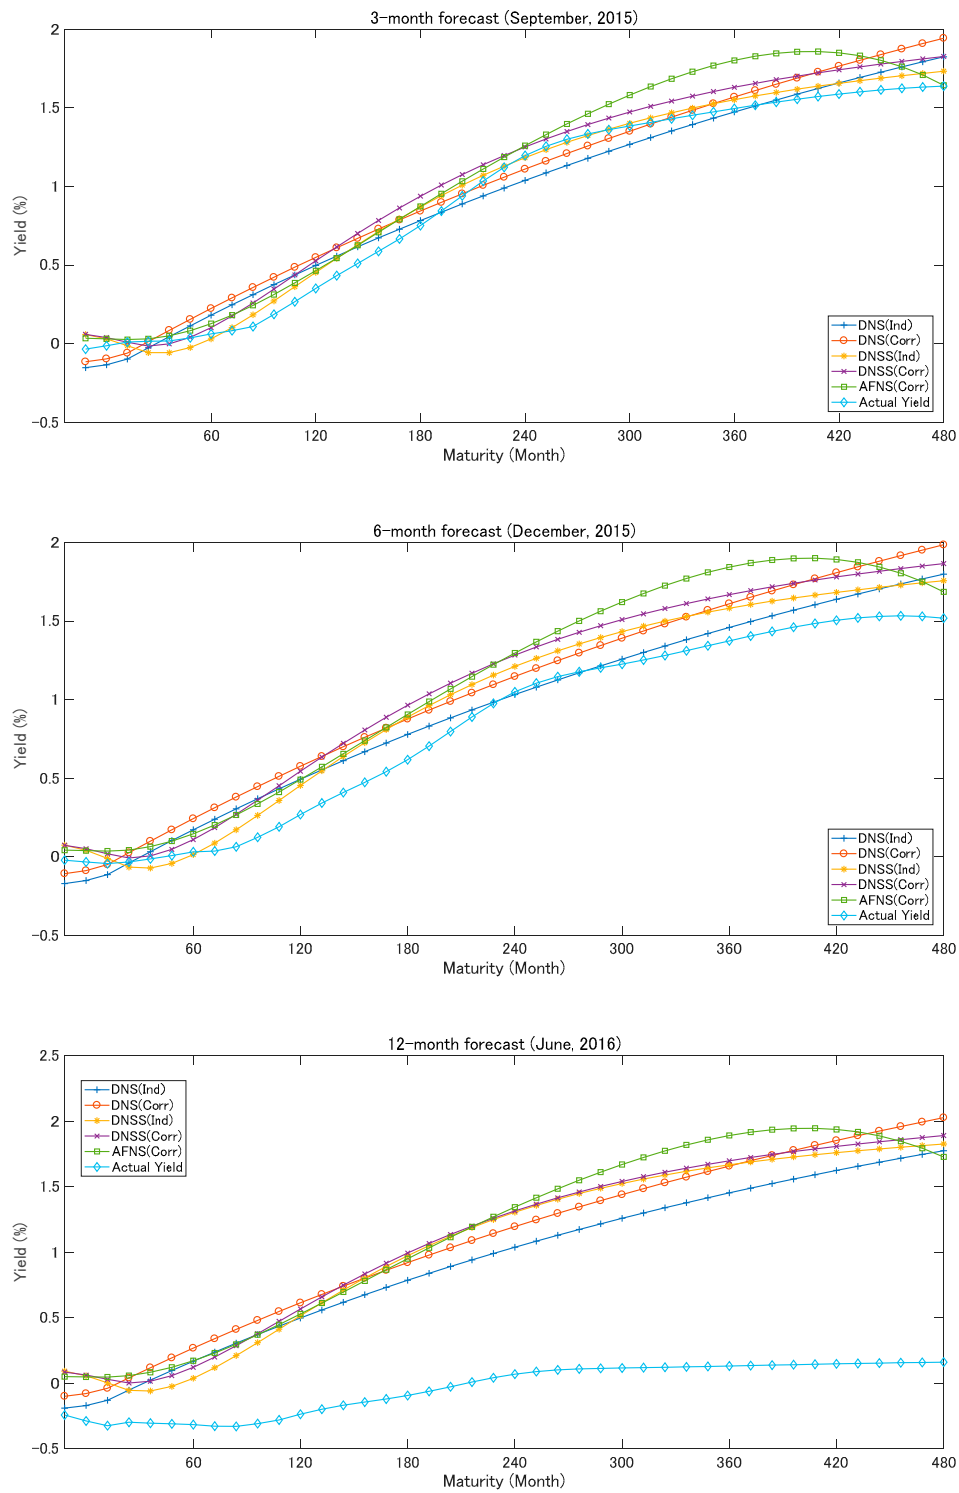 3-month forecast (September, 2015)
2
1.5
1
0.5
0
-0.5
Yield (%)
60 120 180 240 300 360 420 480
Maturity (Month)
DNS(Ind)
DNS(Corr)
DNSS(Ind)
DNSS(Corr)
AFNS(Corr)
Actual Yield
6-month forecast (December, 2015)
2
1.5
1
0.5
0
-0.5
Yield (%)
60 120 180 240 300 360 420 480
Maturity (Month)
DNS(Ind)
DNS(Corr)
DNSS(Ind)
DNSS(Corr)
AFNS(Corr)
Actual Yield
12-month forecast (June, 2016)
2.5
2
1.5
1
0.5
0
-0.5
Yield (%)
DNS(Ind)
DNS(Corr)
DNSS(Ind)
DNSS(Corr)
AFNS(Corr)
Actual Yield
60 120 180 240 300 360 420 480
Maturity (Month)